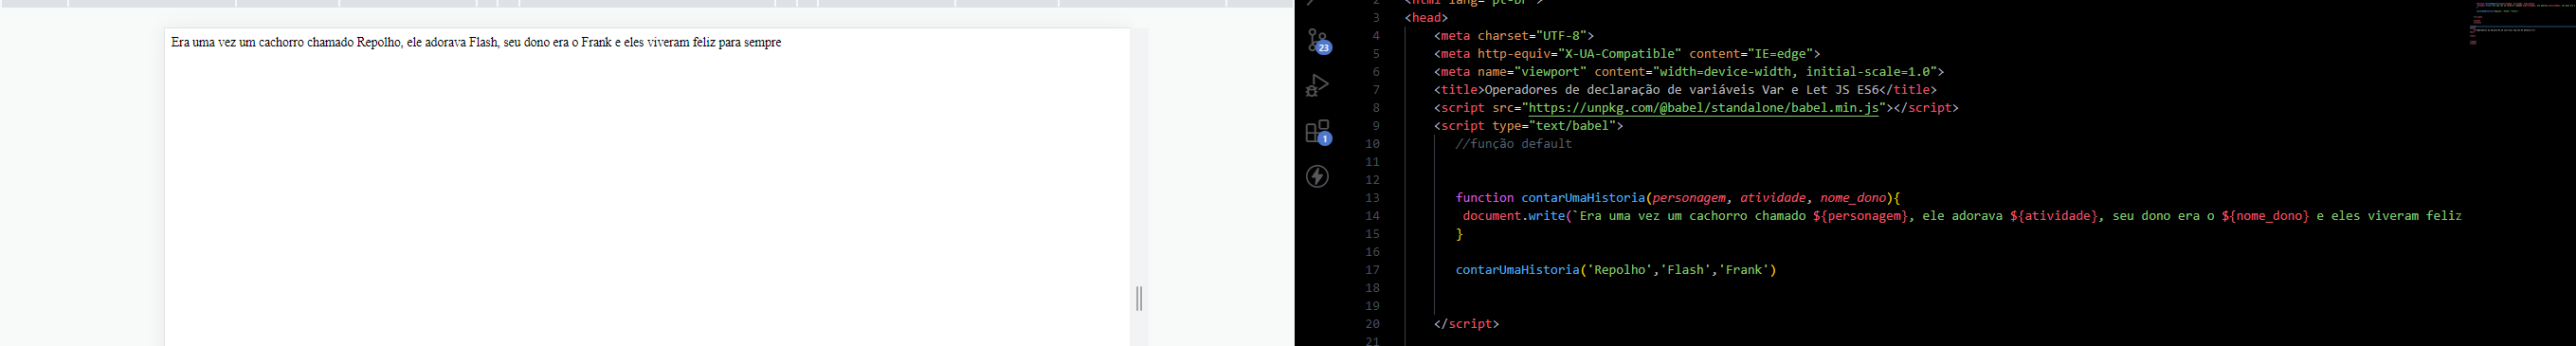 Era uma vez um cachorro chamado Repolho, ele adorava Flash, seu dono era o Frank e eles viveram feliz para sempre
23
1
2 <html lang="pt-br">
3 <head>
4 <meta charset="UTF-8">
5 <meta http-equiv="X-UA-Compatible" content="IE=edge">
6 <meta name="viewport" content="width=device-width, initial-scale=1.0">
7 <title>Operadores de declaração de variáveis Var e Let JS ES6</title>
8 <script src="https://unpkg.com/@babel/standalone/babel.min.js"></script>
9 <script type="text/babel">
10 //função default
11
12
13 function contarUmaHistoria(personagem, atividade, nome_dono){
14 document.write(`Era uma vez um cachorro chamado ${personagem}, ele adorava ${atividade}, seu dono era o ${nome_dono} e eles viveram feliz
15 }
16
17 contarUmaHistoria('Repolho','Flash','Frank')
18
19
20 </script>
21